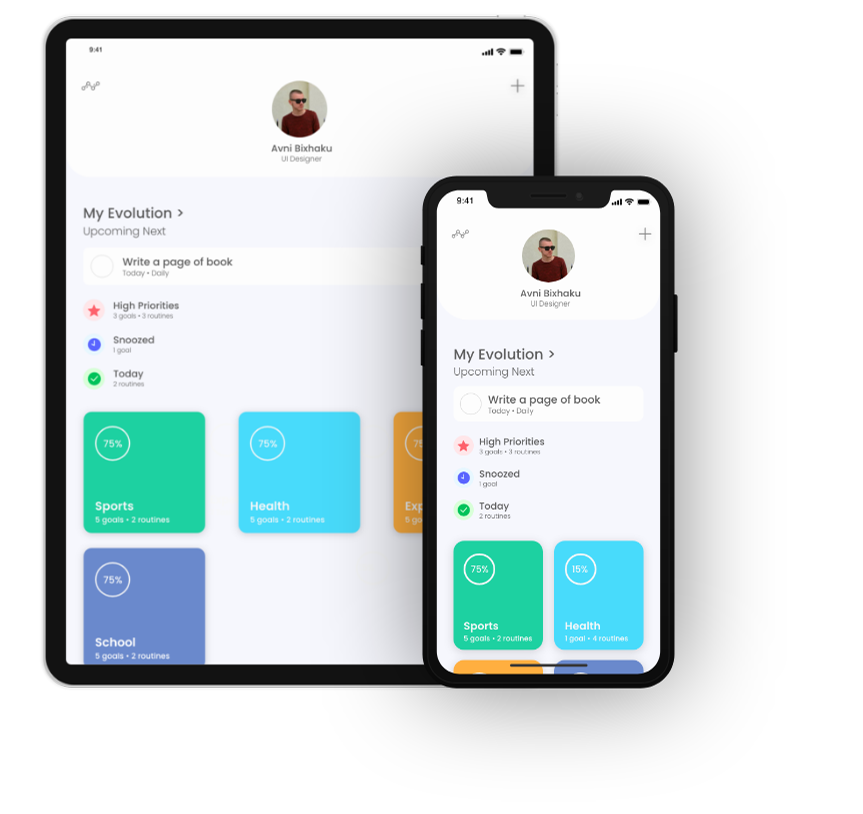 9:41
Avni Bixhaku
UI Designer
My Evolution >
Upcoming Next
Write a page of book
Today • Daily
High Priorities
3 goals • 3 routines
Snoozed
1 goal
Today
2 routines
75%
Sports
5 goals • 2 routines
75%
Health
5 goals • 2 routines
75%
School
5 goals • 2 routines
9:41
Avni Bixhaku
UI Designer
My Evolution >
Upcoming Next
Write a page of book
Today • Daily
High Priorities
3 goals • 3 routines
Snoozed
1 goal
Today
2 routines
75%
Sports
5 goals • 2 routines
15%
Health
1 goal • 4 routines